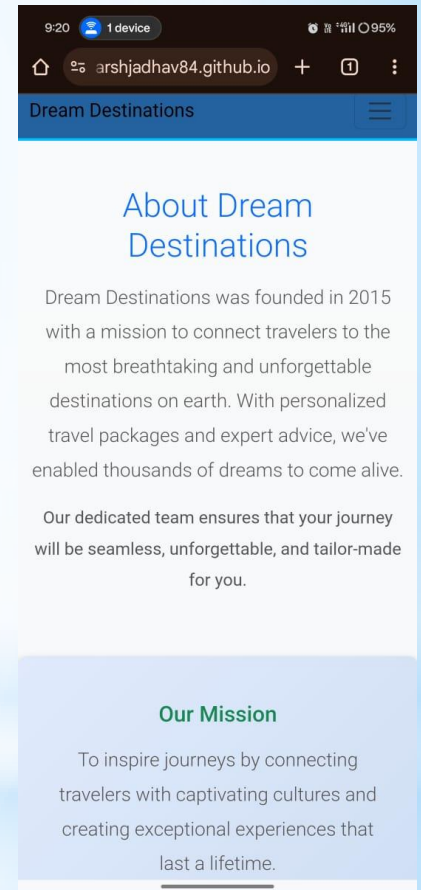 9:20 1 device 95%
arshjadhav84.github.io 1
Dream Destinations
About Dream
Destinations
Dream Destinations was founded in 2015
with a mission to connect travelers to the
most breathtaking and unforgettable
destinations on earth. With personalized
travel packages and expert advice, we've
enabled thousands of dreams to come alive.
Our dedicated team ensures that your journey
will be seamless, unforgettable, and tailor-made
for you.
Our Mission
To inspire journeys by connecting
travelers with captivating cultures and
creating exceptional experiences that
last a lifetime.